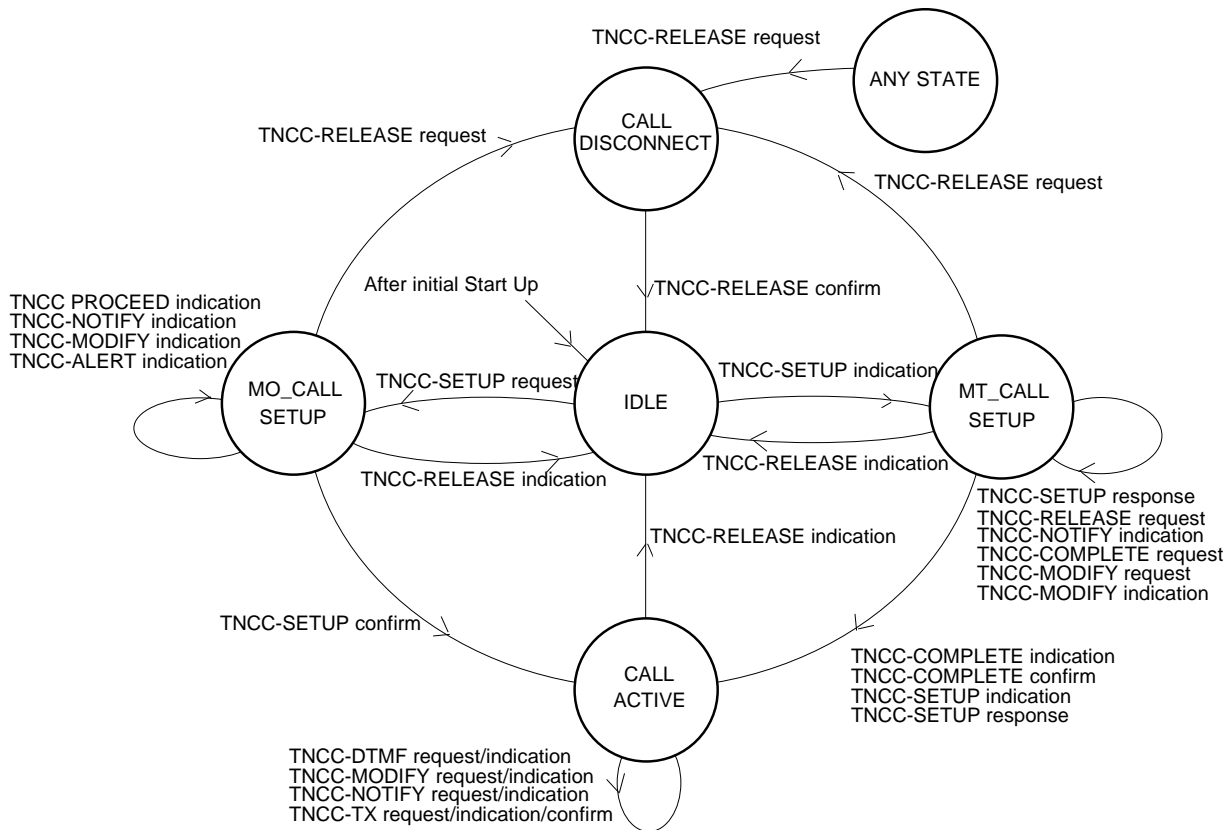 TNCC-RELEASE request
ANY STATE
CALL
DISCONNECT
TNCC-RELEASE request
TNCC-RELEASE request
After initial Start Up
TNCC-RELEASE confirm
TNCC PROCEED indication
TNCC-NOTIFY indication
TNCC-MODIFY indication
TNCC-ALERT indication
MO_CALL
SETUP
TNCC-SETUP request
IDLE
TNCC-SETUP indication
MT_CALL
SETUP
TNCC-RELEASE indication
TNCC-RELEASE indication
TNCC-SETUP response
TNCC-RELEASE request
TNCC-NOTIFY indication
TNCC-COMPLETE request
TNCC-MODIFY request
TNCC-MODIFY indication
TNCC-RELEASE indication
TNCC-SETUP confirm
CALL
ACTIVE
TNCC-COMPLETE indication
TNCC-COMPLETE confirm
TNCC-SETUP indication
TNCC-SETUP response
TNCC-DTMF request/indication
TNCC-MODIFY request/indication
TNCC-NOTIFY request/indication
TNCC-TX request/indication/confirm